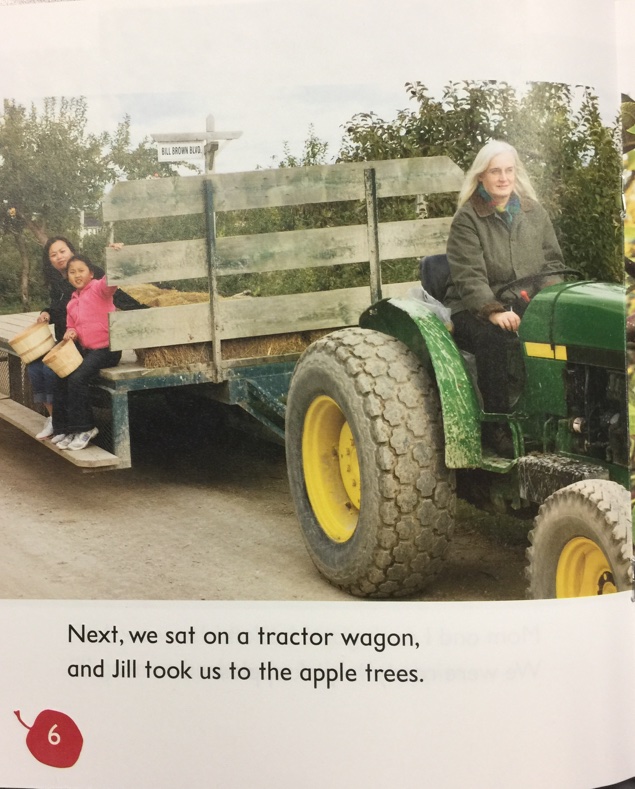 BILL BROWN BLVD.
Next, we sat on a tractor wagon,
and Jill took us to the apple trees.
6